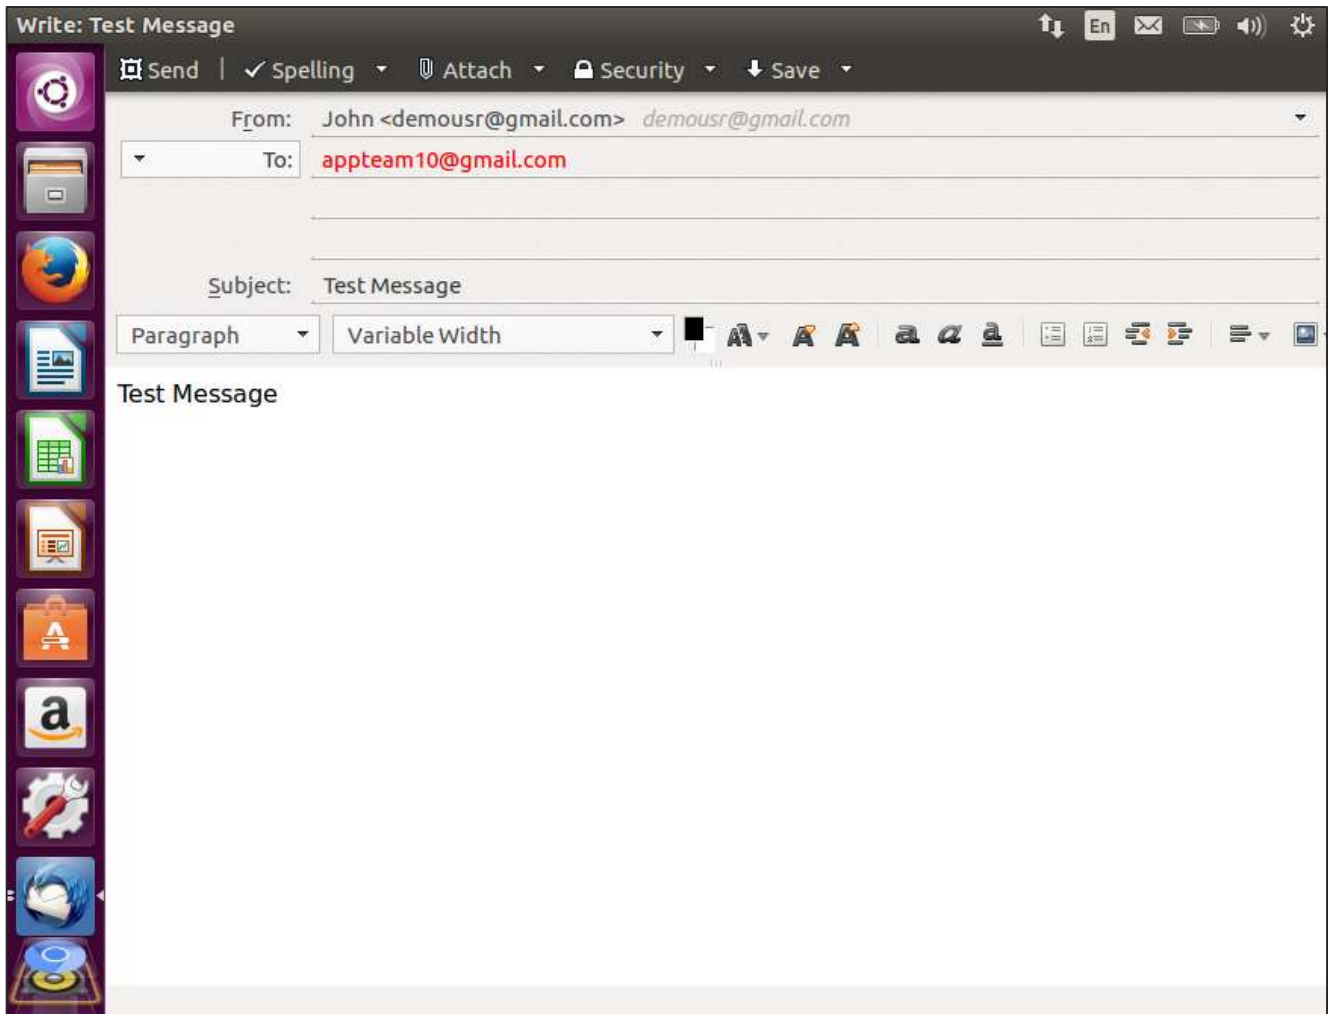 Write: Test Message En
Send | Spelling Attach Security Save
From: John <demousr@gmail.com> demousr@gmail.com
To: appteam10@gmail.com
Subject: Test Message
Paragraph Variable Width
Test Message